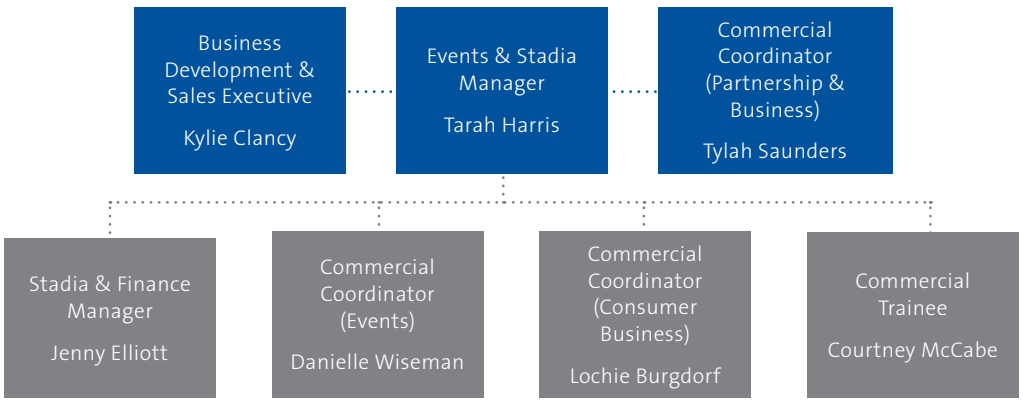 Business
Development &
Sales Executive
Kylie Clancy
Events & Stadia
Manager
Tarah Harris
Commercial
Coordinator
(Partnership &
Business)
Tylah Saunders
Stadia & Finance
Manager
Jenny Elliott
Commercial
Coordinator
(Events)
Danielle Wiseman
Commercial
Coordinator
(Consumer
Business)
Lochie Burgdorf
Commercial
Trainee
Courtney McCabe